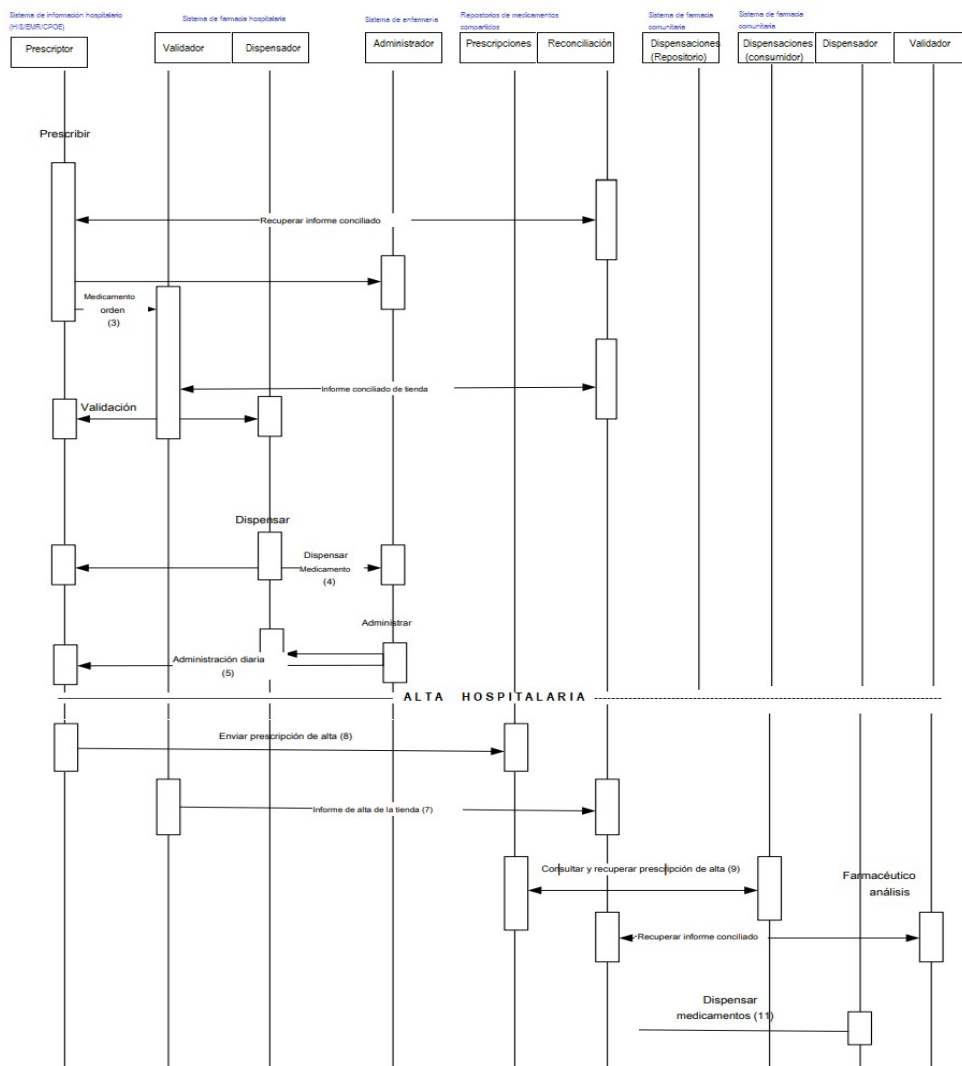 Sistema de información hospitalario
(HIS/EMR/CPOE)
Sistema de farmacia hospitalaria
Sistema de enfermería
Repositorios de medicamentos
compartidos
Sistema de farmacia
comunitaria
Sistema de farmacia
comunitaria
Prescriptor
Validador
Dispensador
Administrador
Prescripciones
Reconciliación
Dispensaciones
(Repositorio)
Dispensaciones
(consumidor)
Dispensador
Validador
Prescribir
Recuperar informe conciliado
Medicamento
orden
(3)
Informe conciliado de tienda
Validación
Dispensar
Dispensar
Medicamento
(4)
Administrar
Administración diaria
(5)
ALTA HOSPITALARIA
Enviar prescripción de alta (8)
Informe de alta de la tienda (7)
Consultar y recuperar prescripción de alta (9)
Farmacéutico
análisis
Recuperar informe conciliado
Dispensar
medicamentos (11)